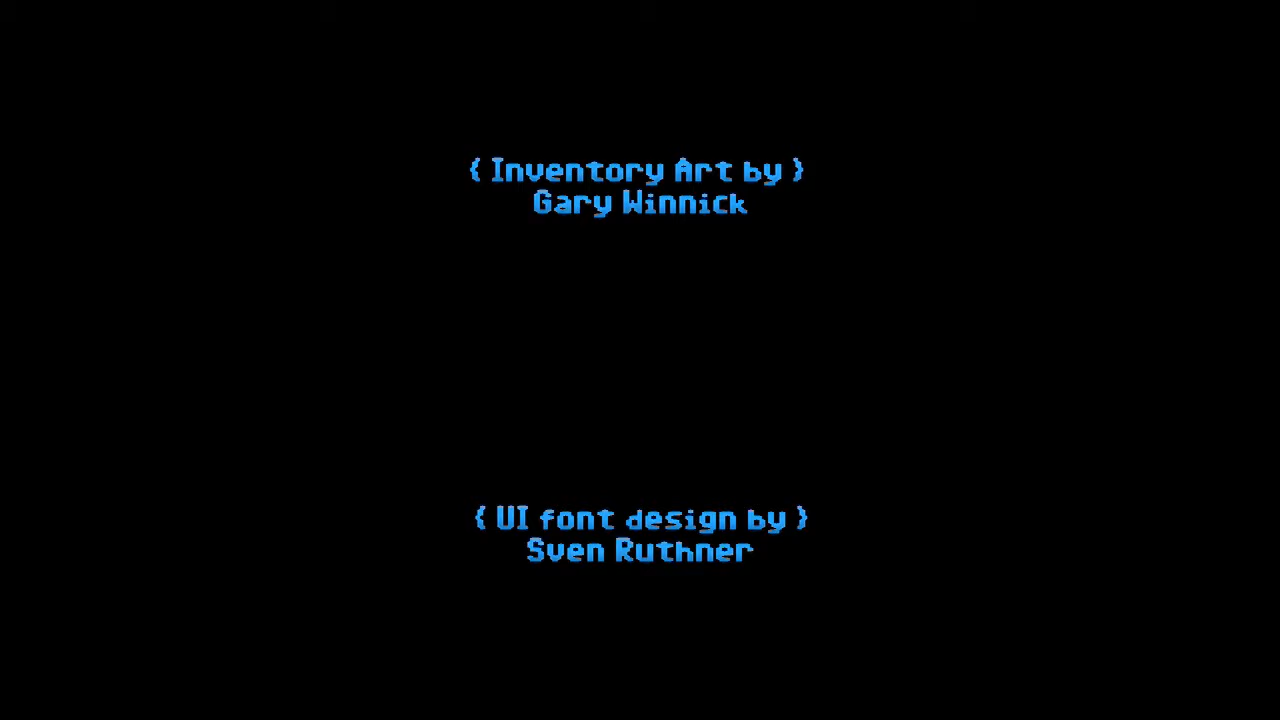 { Inventory Art by }
Gary Winnick
{ UI font design by }
Sven Ruthner